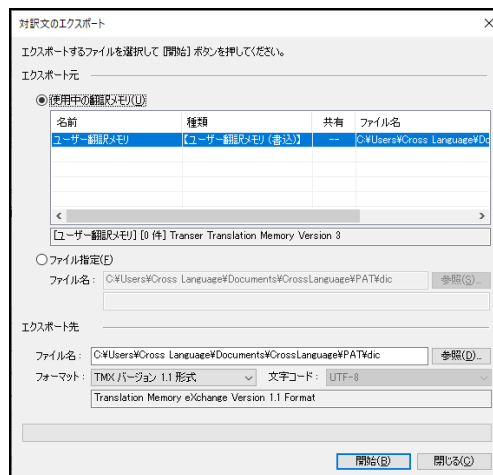 対訳文のエクスポート
エクスポートするファイルを選択して [開始] ボタンを押してください。
エクスポート元
使用中の翻訳メモリ(U)
名前 種類 共有 ファイル名
ユーザー翻訳メモリ 【ユーザー翻訳メモリ (書込)】 -- C:¥Users¥Cross Language¥Do
[ユーザー翻訳メモリ] [0 件] Transer Translation Memory Version 3
ファイル指定(F)
ファイル名: C:¥Users¥Cross Language¥Documents¥CrossLanguage¥PAT¥dic 参照(S)...
エクスポート先
ファイル名: C:¥Users¥Cross Language¥Documents¥CrossLanguage¥PAT¥dic 参照(D)...
フォーマット: TMX バージョン 1.1 形式 文字コード: UTF-8
Translation Memory eXchange Version 1.1 Format
開始(B) 閉じる(C)